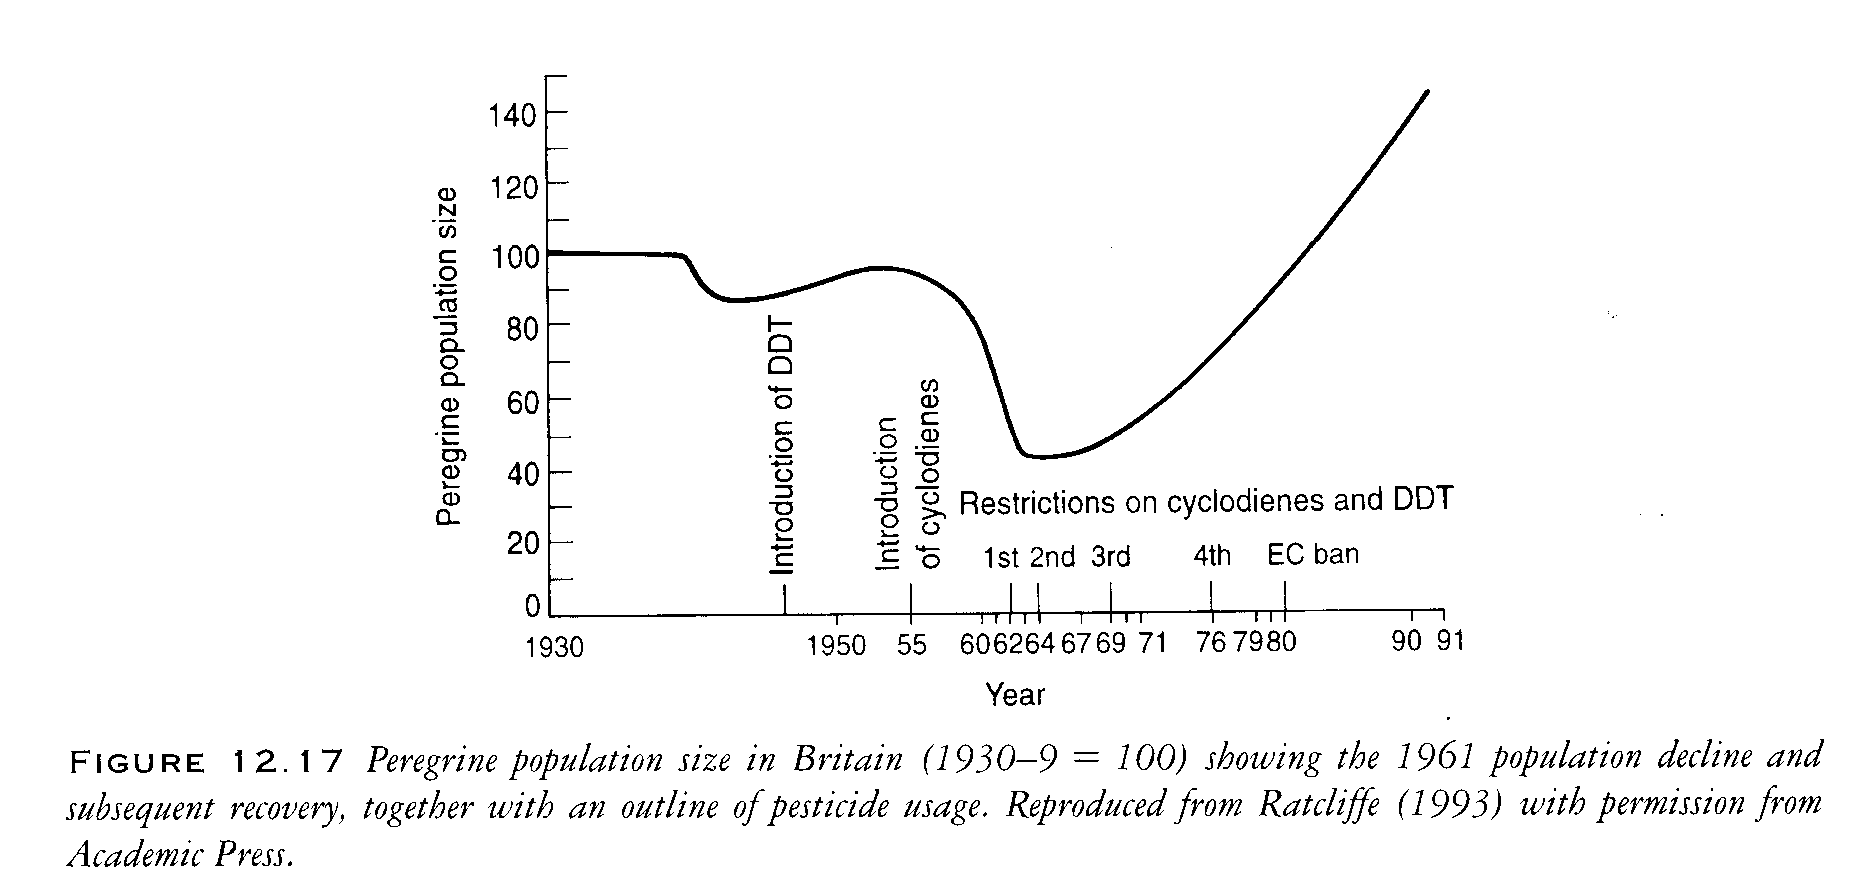 140
120
100
80
60
40
20
0
Peregrine population size
Introduction of DDT
Introduction
of cyclodienes
Restrictions on cyclodienes and DDT
1st 2nd 3rd 4th EC ban
1930 1950 55 60 62 64 67 69 71 76 79 80 90 91
Year
FIGURE 12.17 Peregrine population size in Britain (1930–9 = 100) showing the 1961 population decline and
subsequent recovery, together with an outline of pesticide usage. Reproduced from Ratcliffe (1993) with permission from
Academic Press.